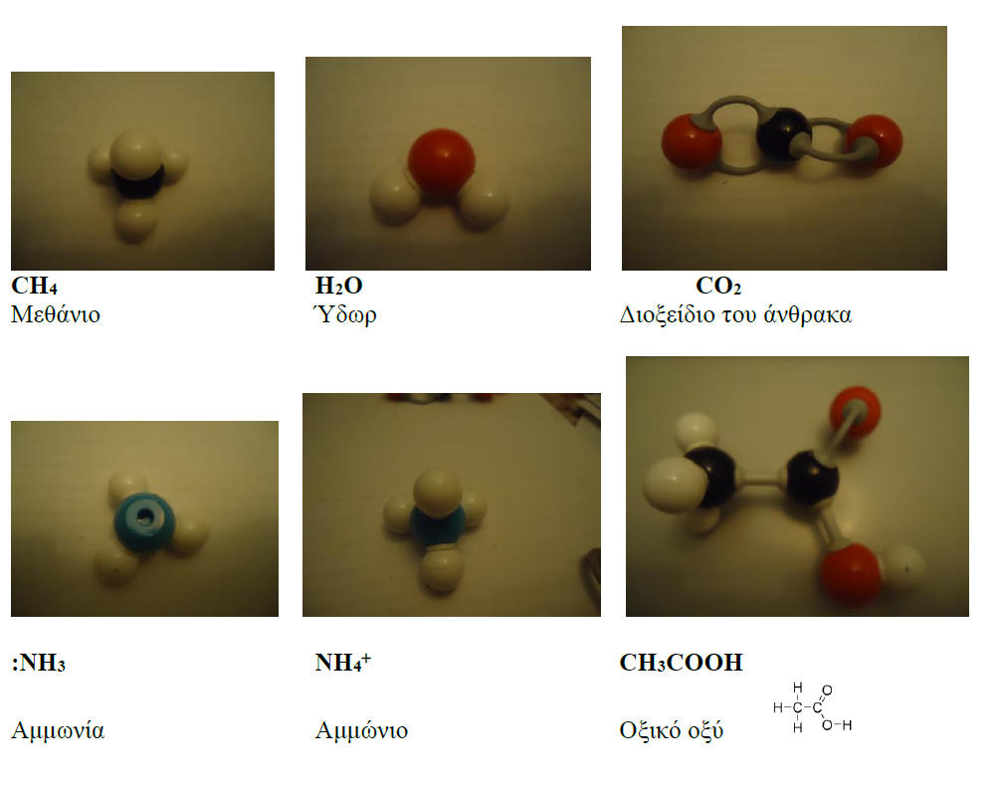 CH₄
Μεθάνιο
H₂O
Ύδωρ
CO₂
Διοξείδιο του άνθρακα
:NH₃
Αμμωνία
NH₄⁺
Αμμώνιο
CH₃COOH
Οξικό οξύ
H O
H-C-C
H O-H